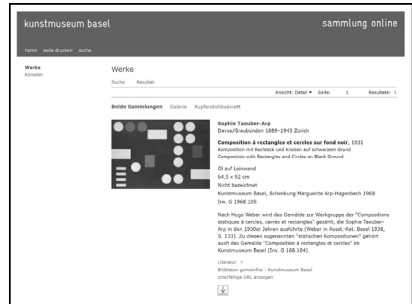 kunstmuseum basel
sammlung online
home seite drucken suche
Werke
Künstler
Werke
Suche Resultat
Ansicht: Detail ▾ Seite: 1 Resultate: 1
Beide Sammlungen Galerie Kupferstichkabinett
Sophie Taeuber-Arp
Davos/Graubünden 1889–1943 Zürich
Composition à rectangles et cercles sur fond noir, 1931
Komposition mit Rechteck und Kreisen auf schwarzem Grund
Composition with Rectangles and Circles on Black Ground
Öl auf Leinwand
64.5 x 92 cm
Nicht bezeichnet
Kunstmuseum Basel, Schenkung Marguerite Arp-Hagenbach 1968
Inv. G 1968.105
Nach Hugo Weber wird das Gemälde zur Werkgruppe der "Compositions
statiques à cercles, carrés et rectangles" gezählt, die Sophie Taeuber-
Arp in den 1930er Jahren ausführte (Weber in Ausst.-Kat. Basel 1938,
S. 133). Zu diesen sogenannten "statischen Kompositionen" gehört
auch das Gemälde "Composition à rectangles et cercles" im
Kunstmuseum (Inv. G 168.104).
Literatur +
Bilddaten gemeinfrei - Kunstmuseum Basel
zitierfähige URL anzeigen